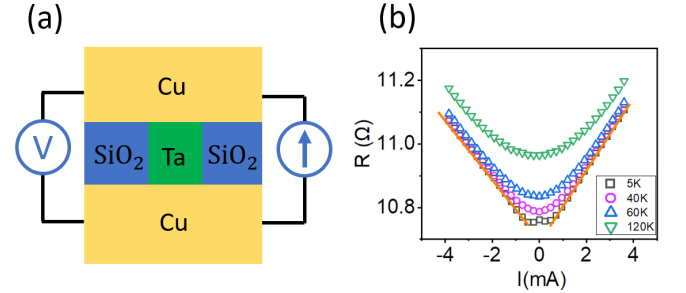 (a)
Cu
V
SiO₂ Ta SiO₂
Cu
(b)
R (Ω)
11.2
11.0
10.8
5K
40K
60K
120K
-4 -2 0 2 4
I(mA)